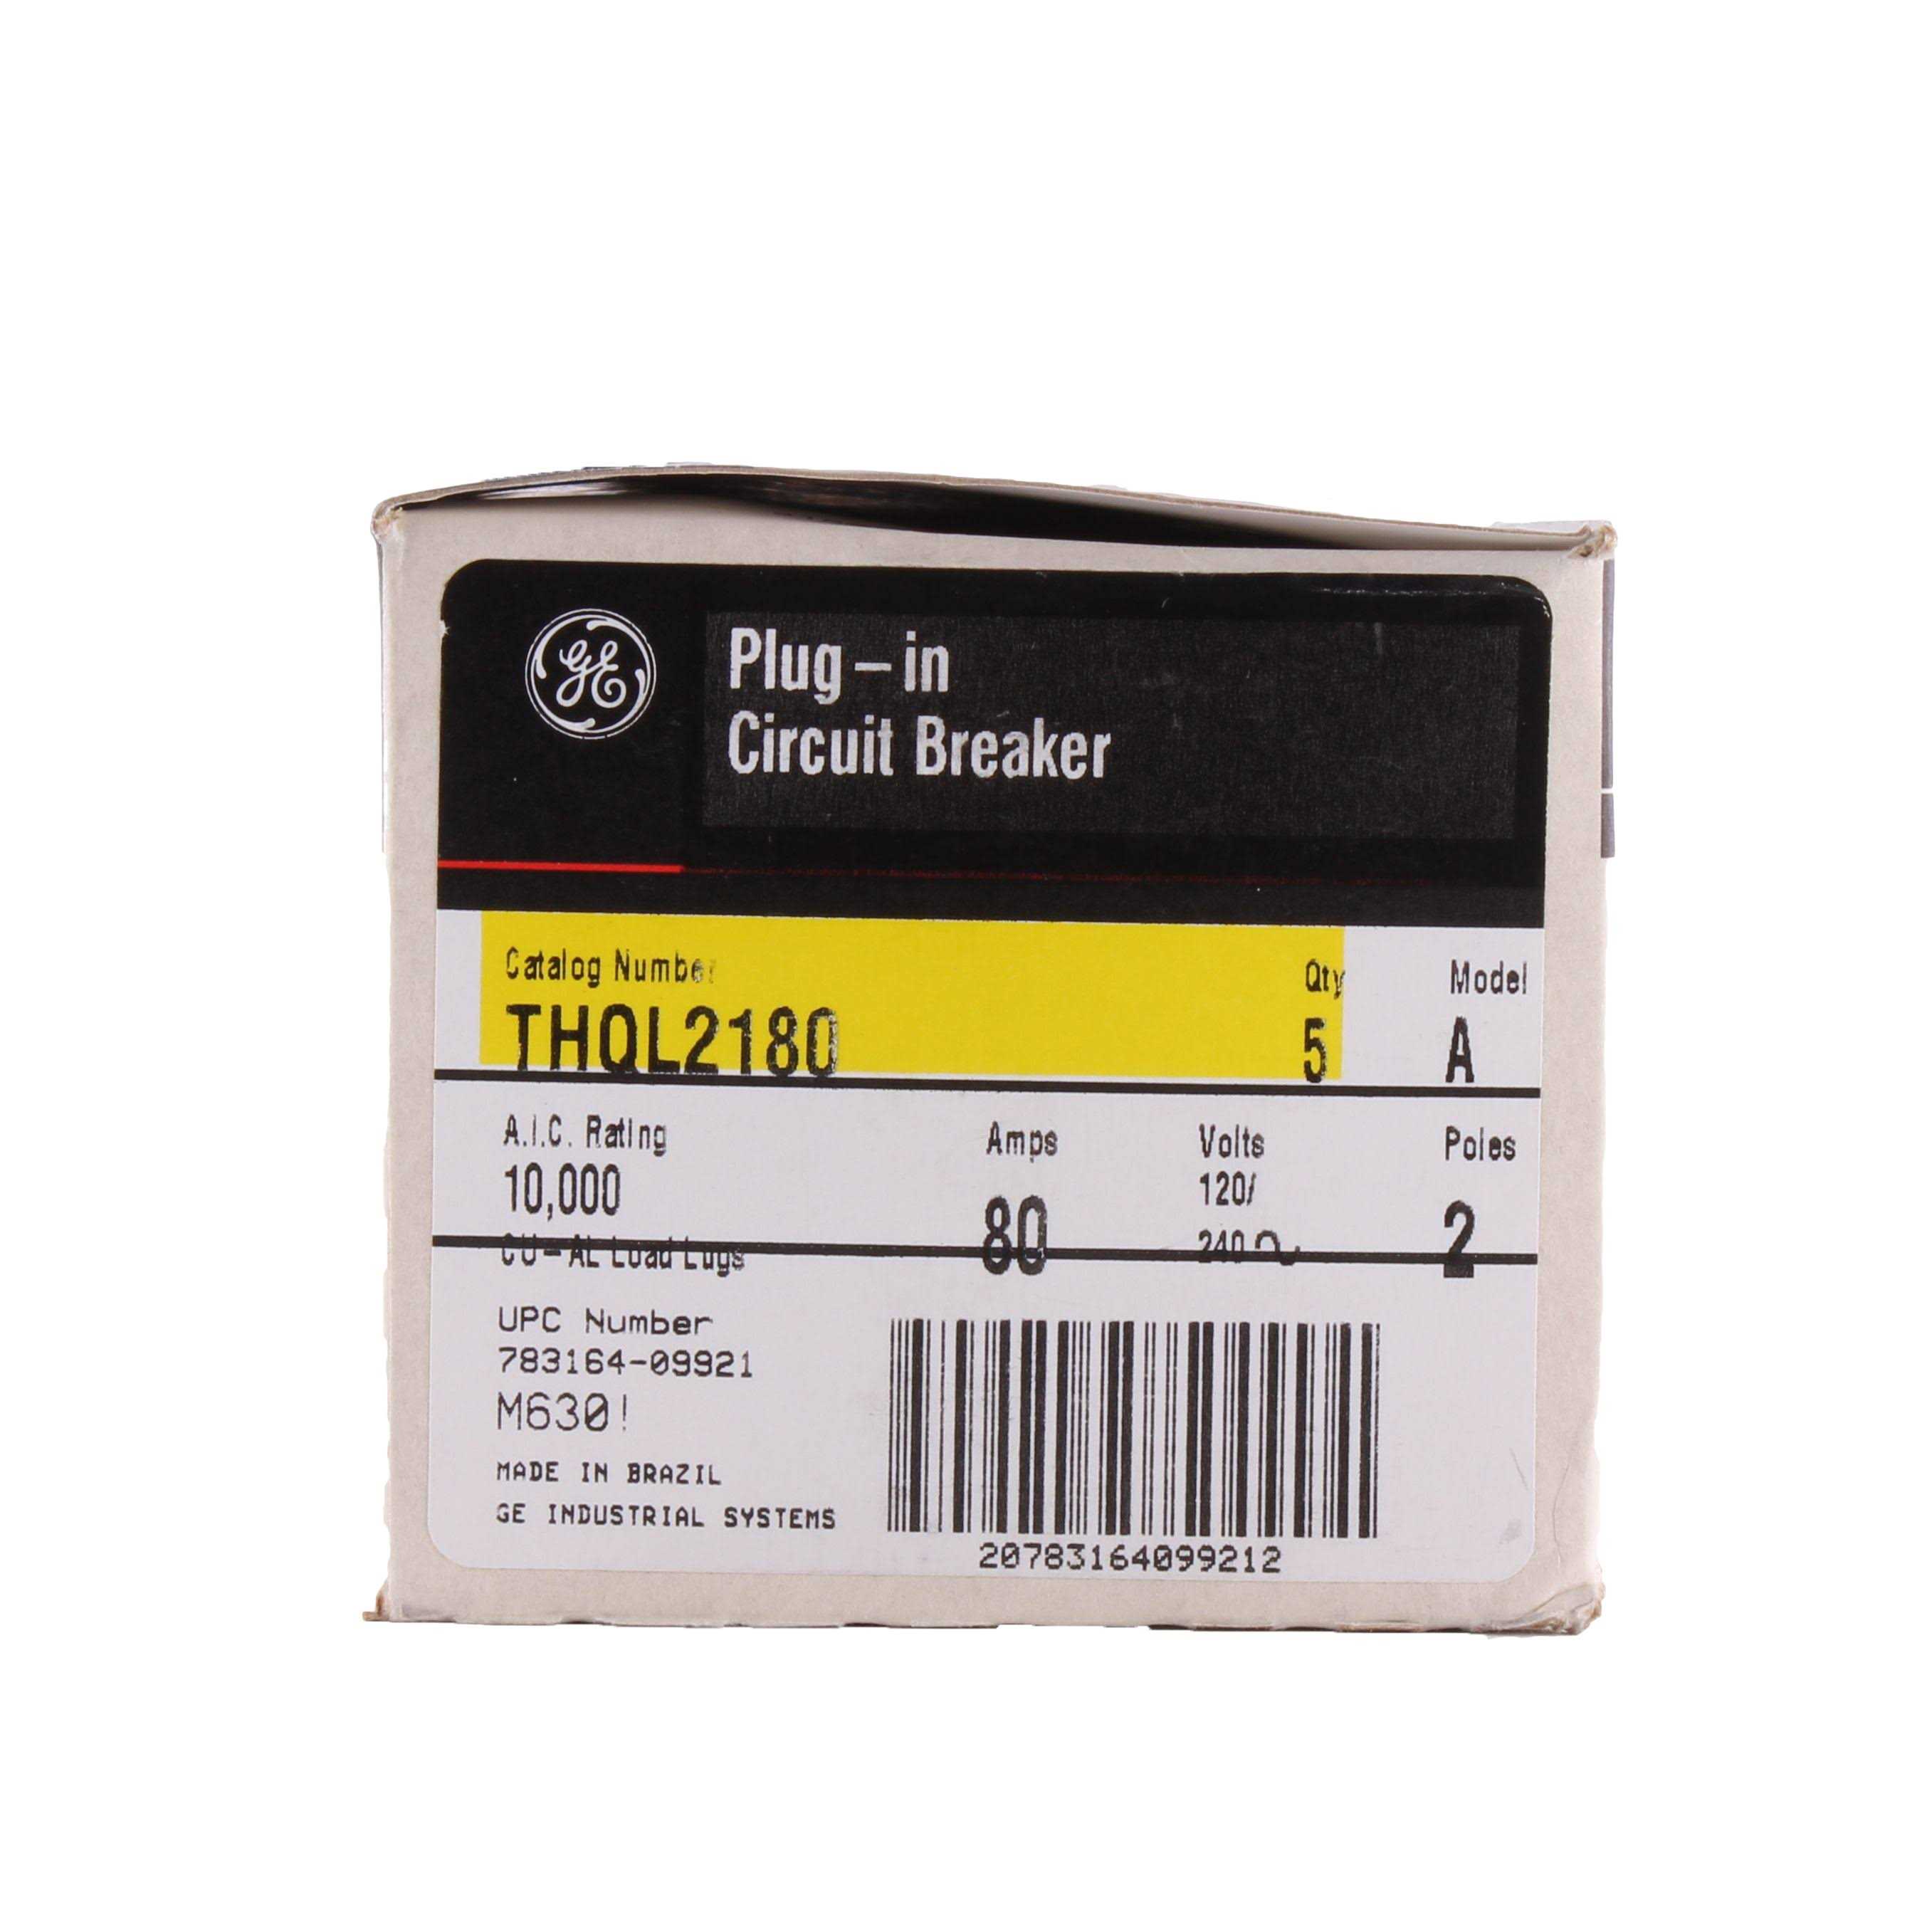 GE
Plug – in
Circuit Breaker
Catalog Number Qty Model
THQL2180 5 A
A.I.C. Rating Amps Volts Poles
10,000 80 120/ 2
CU – AL Load Lugs 240 ∿
UPC Number
783164-09921
M630!
MADE IN BRAZIL
GE INDUSTRIAL SYSTEMS
20783164099212